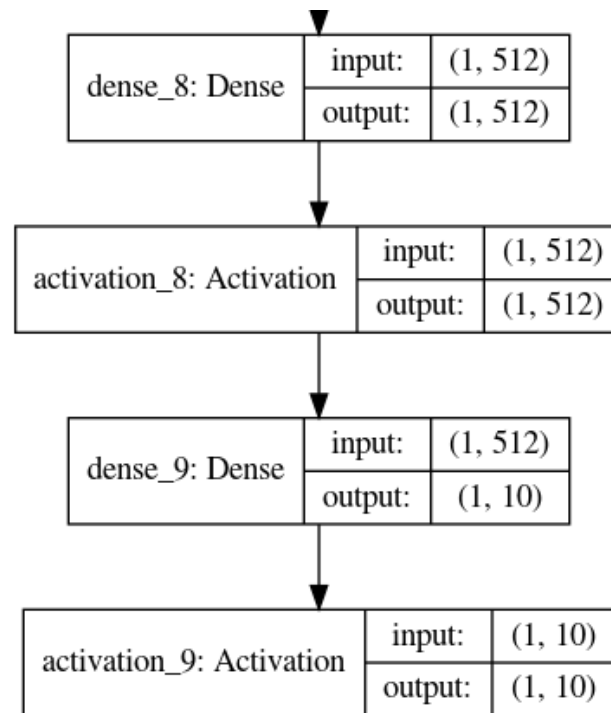 dense_8: Dense
input: (1, 512)
output: (1, 512)
activation_8: Activation
input: (1, 512)
output: (1, 512)
dense_9: Dense
input: (1, 512)
output: (1, 10)
activation_9: Activation
input: (1, 10)
output: (1, 10)